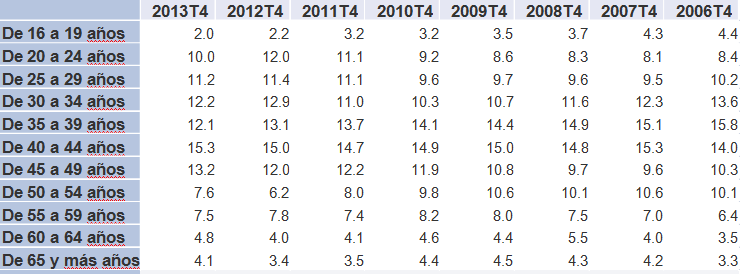 2013T4 2012T4 2011T4 2010T4 2009T4 2008T4 2007T4 2006T4
De 16 a 19 años 2.0 2.2 3.2 3.2 3.5 3.7 4.3 4.4
De 20 a 24 años 10.0 12.0 11.1 9.2 8.6 8.3 8.1 8.4
De 25 a 29 años 11.2 11.4 11.1 9.6 9.7 9.6 9.5 10.2
De 30 a 34 años 12.2 12.9 11.0 10.3 10.7 11.6 12.3 13.6
De 35 a 39 años 12.1 13.1 13.7 14.1 14.4 14.9 15.1 15.8
De 40 a 44 años 15.3 15.0 14.7 14.9 15.0 14.8 15.3 14.0
De 45 a 49 años 13.2 12.0 12.2 11.9 10.8 9.7 9.6 10.3
De 50 a 54 años 7.6 6.2 8.0 9.8 10.6 10.1 10.6 10.1
De 55 a 59 años 7.5 7.8 7.4 8.2 8.0 7.5 7.0 6.4
De 60 a 64 años 4.8 4.0 4.1 4.6 4.4 5.5 4.0 3.5
De 65 y más años 4.1 3.4 3.5 4.4 4.5 4.3 4.2 3.3